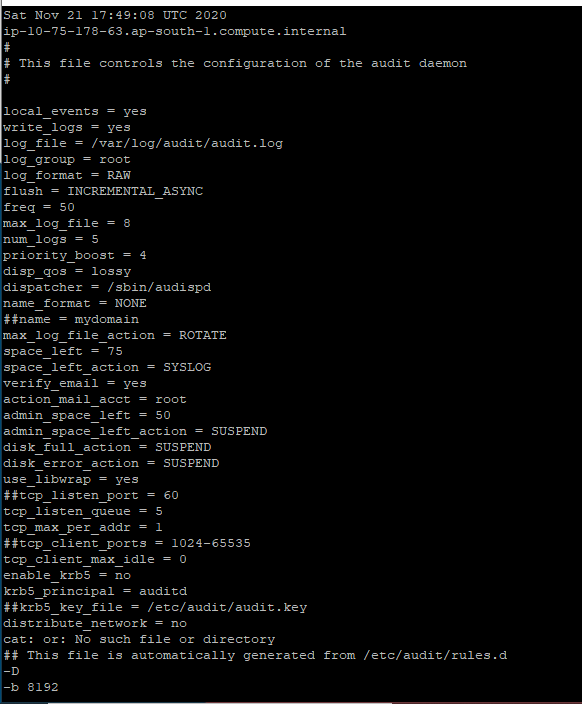 Sat Nov 21 17:49:08 UTC 2020
ip-10-75-178-63.ap-south-1.compute.internal
#
# This file controls the configuration of the audit daemon
#
local_events = yes
write_logs = yes
log_file = /var/log/audit/audit.log
log_group = root
log_format = RAW
flush = INCREMENTAL_ASYNC
freq = 50
max_log_file = 8
num_logs = 5
priority_boost = 4
disp_qos = lossy
dispatcher = /sbin/audispd
name_format = NONE
##name = mydomain
max_log_file_action = ROTATE
space_left = 75
space_left_action = SYSLOG
verify_email = yes
action_mail_acct = root
admin_space_left = 50
admin_space_left_action = SUSPEND
disk_full_action = SUSPEND
disk_error_action = SUSPEND
use_libwrap = yes
##tcp_listen_port = 60
tcp_listen_queue = 5
tcp_max_per_addr = 1
##tcp_client_ports = 1024-65535
tcp_client_max_idle = 0
enable_krb5 = no
krb5_principal = auditd
##krb5_key_file = /etc/audit/audit.key
distribute_network = no
cat: or: No such file or directory
## This file is automatically generated from /etc/audit/rules.d
-D
-b 8192